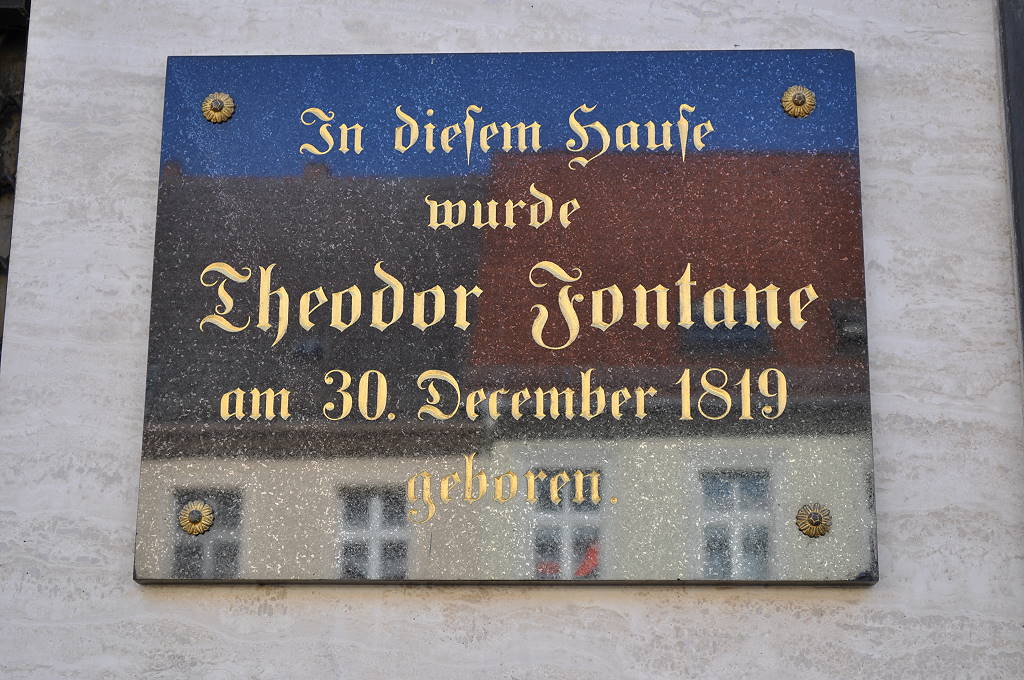 In diesem Hause
wurde
Theodor Fontane
am 30. December 1819
geboren.